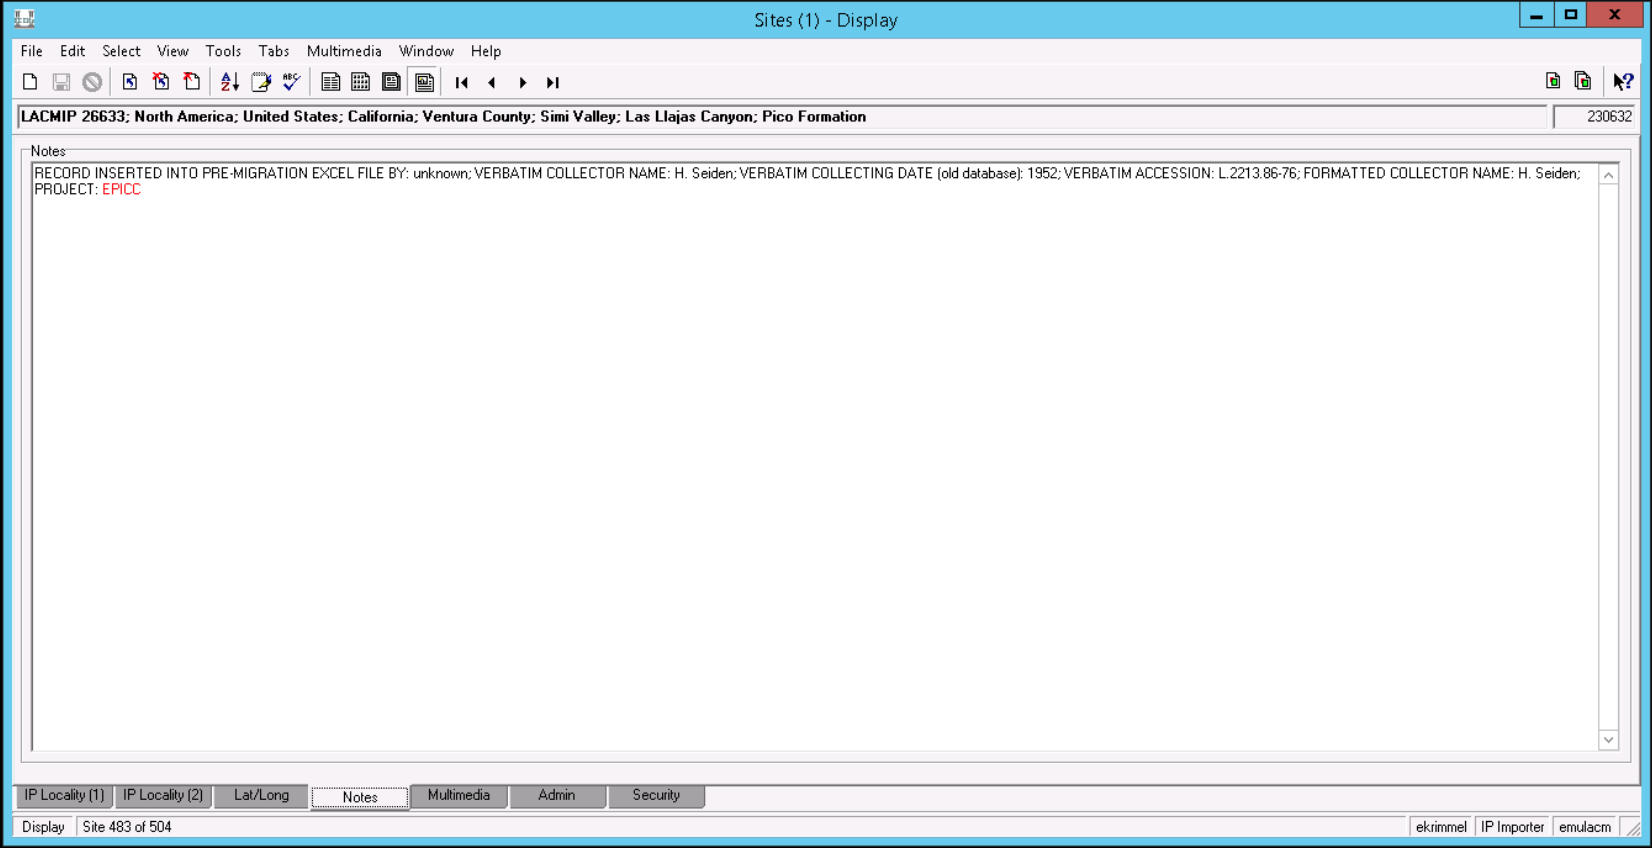 Sites (1) - Display
File Edit Select View Tools Tabs Multimedia Window Help
LACMIP 26633; North America; United States; California; Ventura County; Simi Valley; Las Llajas Canyon; Pico Formation 230632
Notes
RECORD INSERTED INTO PRE-MIGRATION EXCEL FILE BY: unknown; VERBATIM COLLECTOR NAME: H. Seiden; VERBATIM COLLECTING DATE (old database): 1952; VERBATIM ACCESSION: L.2213.86-76; FORMATTED COLLECTOR NAME: H. Seiden;
PROJECT: EPICC
IP Locality (1) IP Locality (2) Lat/Long Notes Multimedia Admin Security
Display Site 483 of 504 ekrimmel IP Importer emulacm